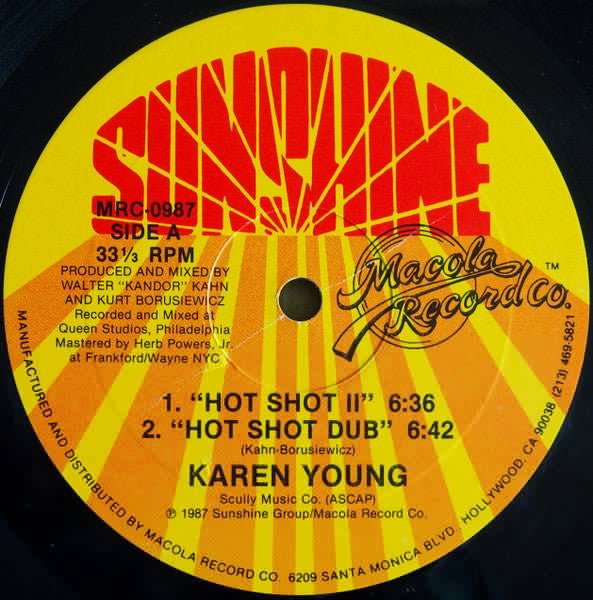 SUNSHINE
MRC-0987
SIDE A
33⅓ RPM
PRODUCED AND MIXED BY
WALTER "KANDOR" KAHN
AND KURT BORUSIEWICZ
Recorded and Mixed at
Queen Studios, Philadelphia
Mastered by Herb Powers, Jr.
at Frankford/Wayne NYC
Macola
Record Co.
TM
1. "HOT SHOT II" 6:36
2. "HOT SHOT DUB" 6:42
(Kahn-Borusiewicz)
KAREN YOUNG
Scully Music Co. (ASCAP)
℗ 1987 Sunshine Group/Macola Record Co.
MANUFACTURED AND DISTRIBUTED BY MACOLA RECORD CO. 6209 SANTA MONICA BLVD., HOLLYWOOD, CA 90038 (213) 469-5821